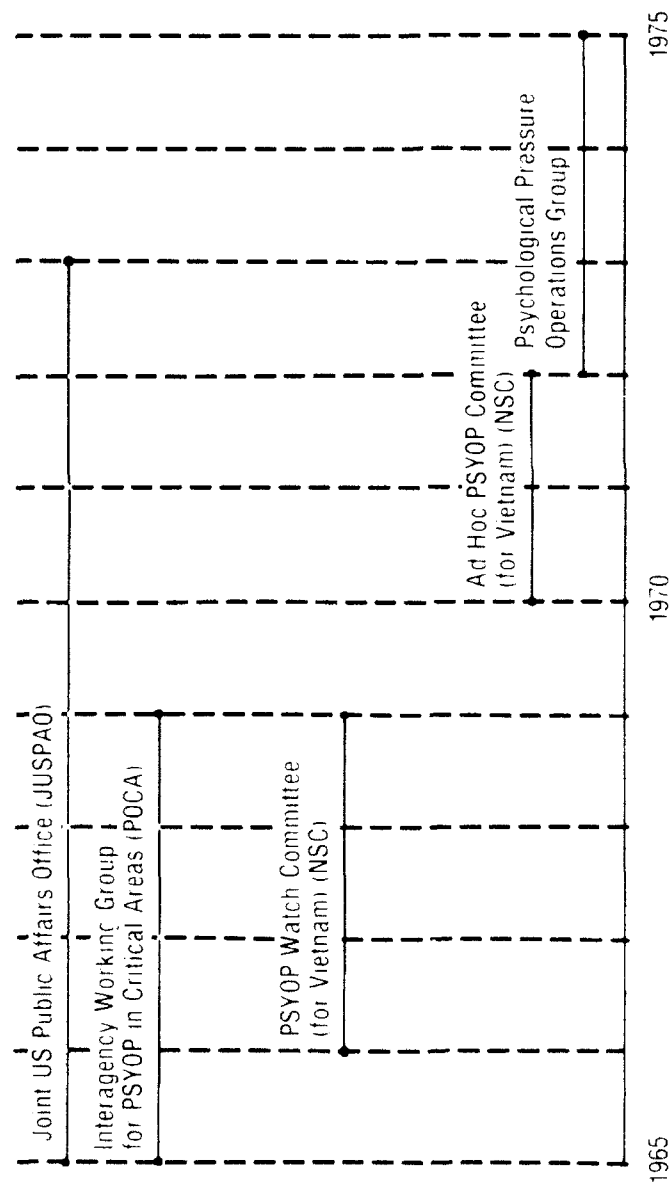 Joint US Public Affairs Office (JUSPAO)
Interagency Working Group
for PSYOP in Critical Areas (POCA)
PSYOP Watch Committee
(for Vietnam) (NSC)
Ad Hoc PSYOP Committee
(for Vietnam) (NSC)
Psychological Pressure
Operations Group
1965
1970
1975